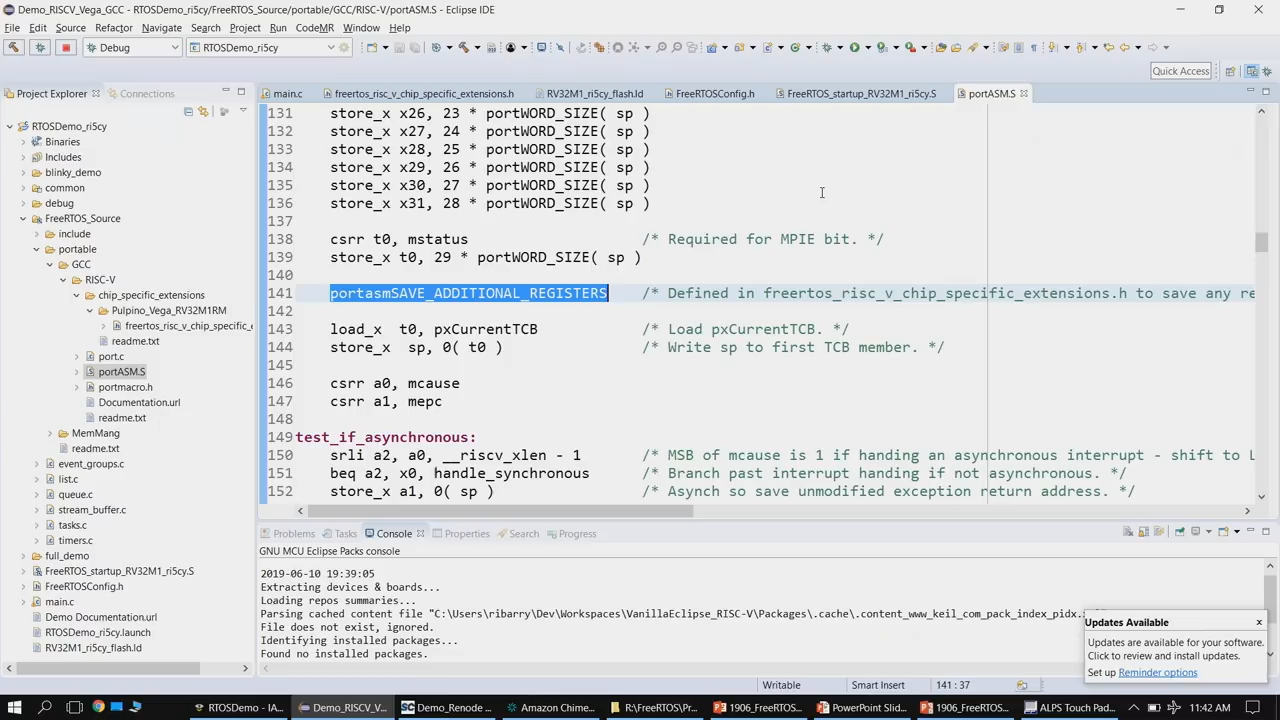 Demo_RISCV_Vega_GCC - RTOSDemo_ri5cy/FreeRTOS_Source/portable/GCC/RISC-V/portASM.S - Eclipse IDE
File Edit Source Refactor Navigate Search Project Run CodeMR Window Help
Debug RTOSDemo_ri5cy
Quick Access
Project Explorer Connections
main.c freertos_risc_v_chip_specific_extensions.h RV32M1_ri5cy_flash.ld FreeRTOSConfig.h FreeRTOS_startup_RV32M1_ri5cy.S portASM.S
RTOSDemo_ri5cy
Binaries
Includes
blinky_demo
common
debug
FreeRTOS_Source
include
portable
GCC
RISC-V
chip_specific_extensions
Pulpino_Vega_RV32M1RM
freertos_risc_v_chip_specific_e
readme.txt
port.c
portASM.S
portmacro.h
Documentation.url
readme.txt
MemMang
readme.txt
event_groups.c
list.c
queue.c
stream_buffer.c
tasks.c
timers.c
full_demo
FreeRTOS_startup_RV32M1_ri5cy.S
FreeRTOSConfig.h
main.c
Demo Documentation.url
RTOSDemo_ri5cy.launch
RV32M1_ri5cy_flash.ld
131 store_x x26, 23 * portWORD_SIZE( sp )
132 store_x x27, 24 * portWORD_SIZE( sp )
133 store_x x28, 25 * portWORD_SIZE( sp )
134 store_x x29, 26 * portWORD_SIZE( sp )
135 store_x x30, 27 * portWORD_SIZE( sp )
136 store_x x31, 28 * portWORD_SIZE( sp )
137
138 csrr t0, mstatus /* Required for MPIE bit. */
139 store_x t0, 29 * portWORD_SIZE( sp )
140
141 portasmSAVE_ADDITIONAL_REGISTERS /* Defined in freertos_risc_v_chip_specific_extensions.h to save any re
142
143 load_x t0, pxCurrentTCB /* Load pxCurrentTCB. */
144 store_x sp, 0( t0 ) /* Write sp to first TCB member. */
145
146 csrr a0, mcause
147 csrr a1, mepc
148
149 test_if_asynchronous:
150 srli a2, a0, __riscv_xlen - 1 /* MSB of mcause is 1 if handing an asynchronous interrupt - shift to L
151 beq a2, x0, handle_synchronous /* Branch past interrupt handing if not asynchronous. */
152 store_x a1, 0( sp ) /* Asynch so save unmodified exception return address. */
Problems Tasks Console Properties Search Progress
GNU MCU Eclipse Packs console
2019-06-10 19:39:05
Extracting devices & boards...
Loading repos summaries...
Parsing cached content file "C:\Users\ribarry\Dev\Workspaces\VanillaEclipse_RISC-V\Packages\.cache\.content_www_keil_com_pack_index_pidx.
File does not exist, ignored.
Identifying installed packages...
Found no installed packages.
Updates Available
Updates are available for your software.
Click to review and install updates.
Set up Reminder options
Writable Smart Insert 141 : 37
RTOSDemo - IA... Demo_RISCV_V... Demo_Renode ... Amazon Chime... R:\FreeRTOS\Pr... 1906_FreeRTOS... PowerPoint Slid... 1906_FreeRTOS... ALPS Touch Pad... 11:42 AM